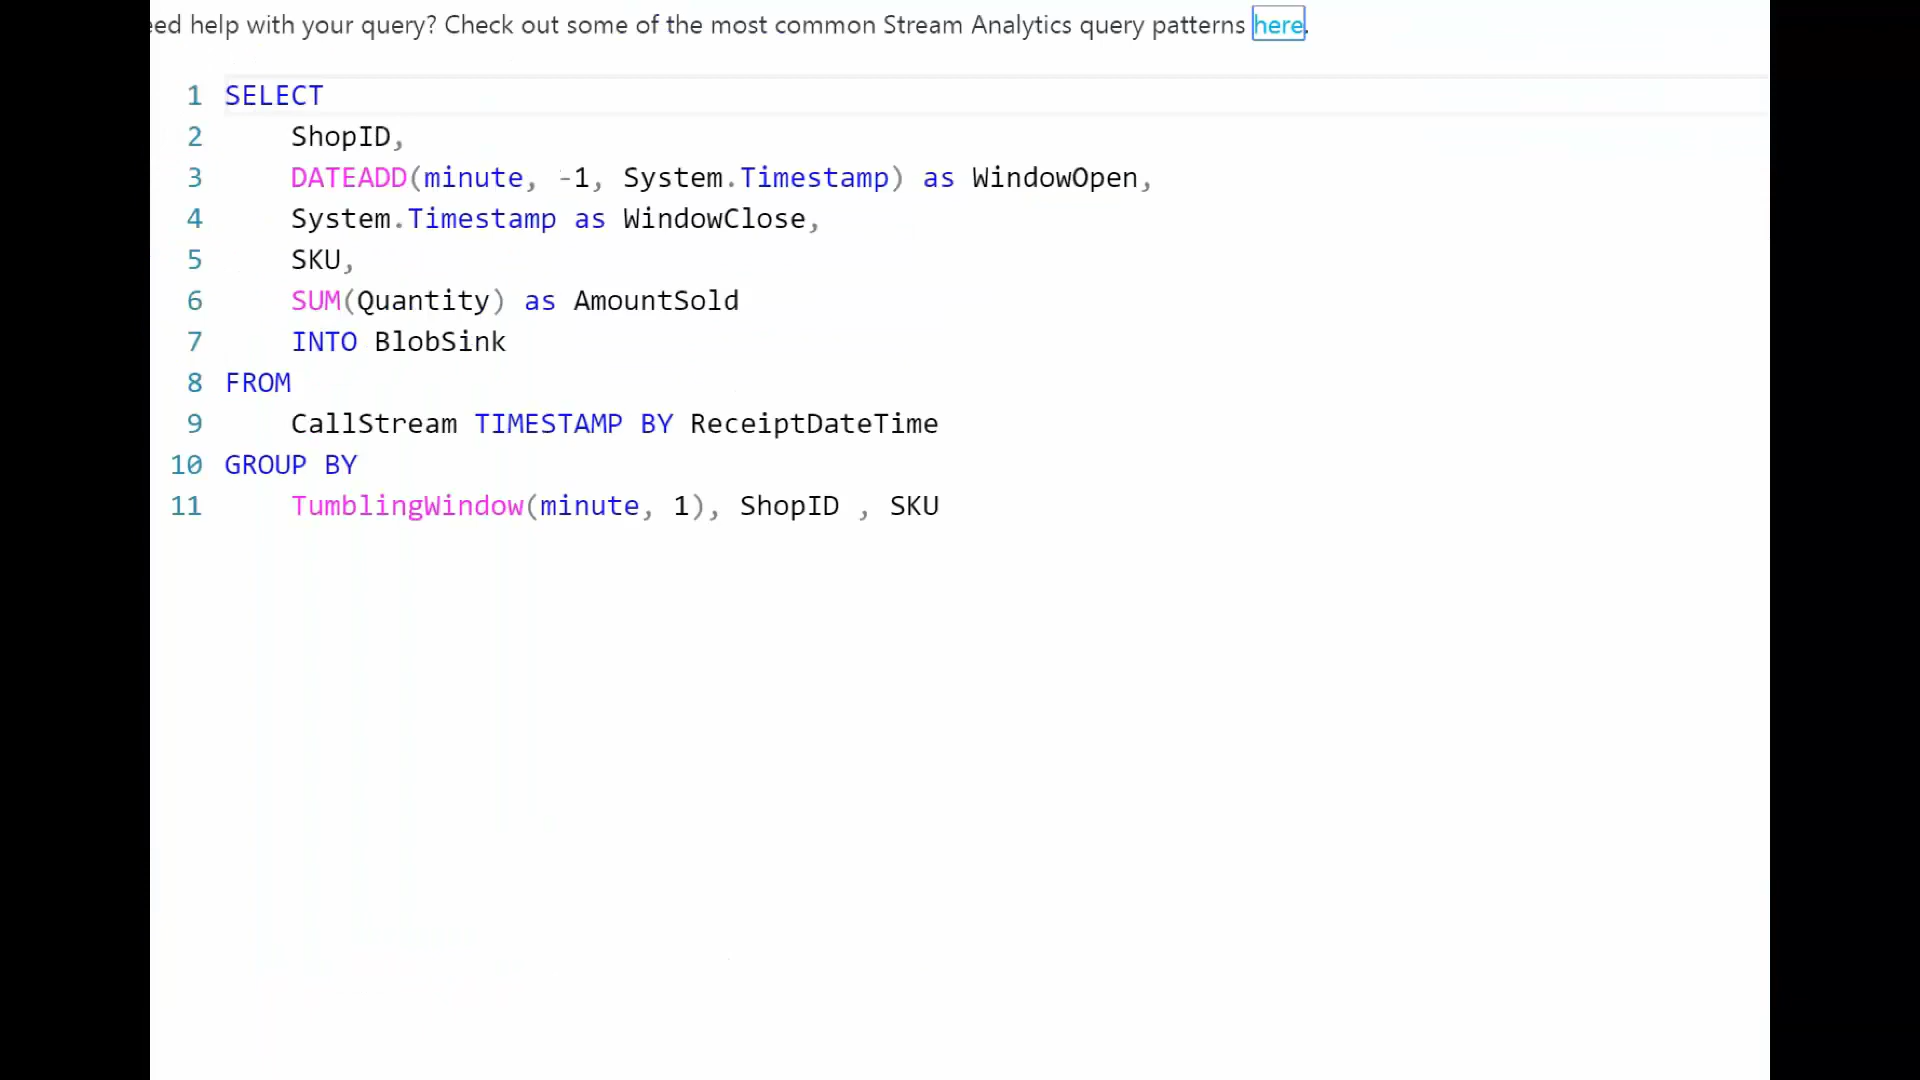 help with your query? Check out some of the most common Stream Analytics query patterns here.
1 SELECT
2 ShopID,
3 DATEADD(minute, -1, System.Timestamp) as WindowOpen,
4 System.Timestamp as WindowClose,
5 SKU,
6 SUM(Quantity) as AmountSold
7 INTO BlobSink
8 FROM
9 CallStream TIMESTAMP BY ReceiptDateTime
10 GROUP BY
11 TumblingWindow(minute, 1), ShopID , SKU